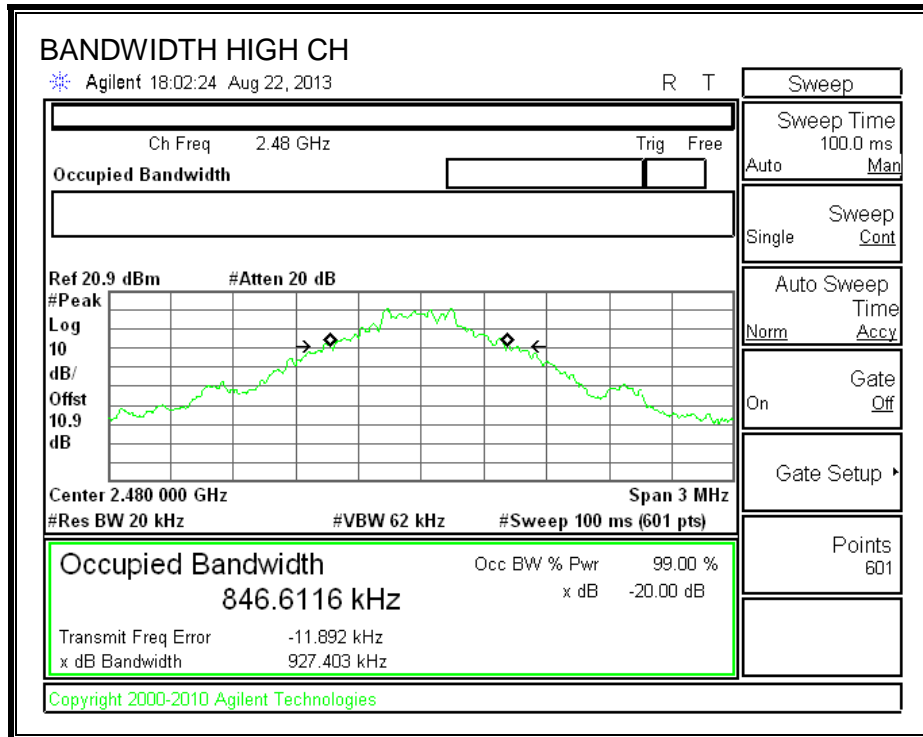 BANDWIDTH HIGH CH
Agilent 18:02:24 Aug 22, 2013 R T
Ch Freq 2.48 GHz Trig Free
Occupied Bandwidth
Ref 20.9 dBm #Atten 20 dB
#Peak
Log
10
dB/
Offst
10.9
dB
Center 2.480 000 GHz Span 3 MHz
#Res BW 20 kHz #VBW 62 kHz #Sweep 100 ms (601 pts)
Occupied Bandwidth Occ BW % Pwr 99.00 %
846.6116 kHz x dB -20.00 dB
Transmit Freq Error -11.892 kHz
x dB Bandwidth 927.403 kHz
Copyright 2000-2010 Agilent Technologies
Sweep
Sweep Time
100.0 ms
Auto Man
Sweep
Single Cont
Auto Sweep
Time
Norm Accy
Gate
On Off
Gate Setup
Points
601